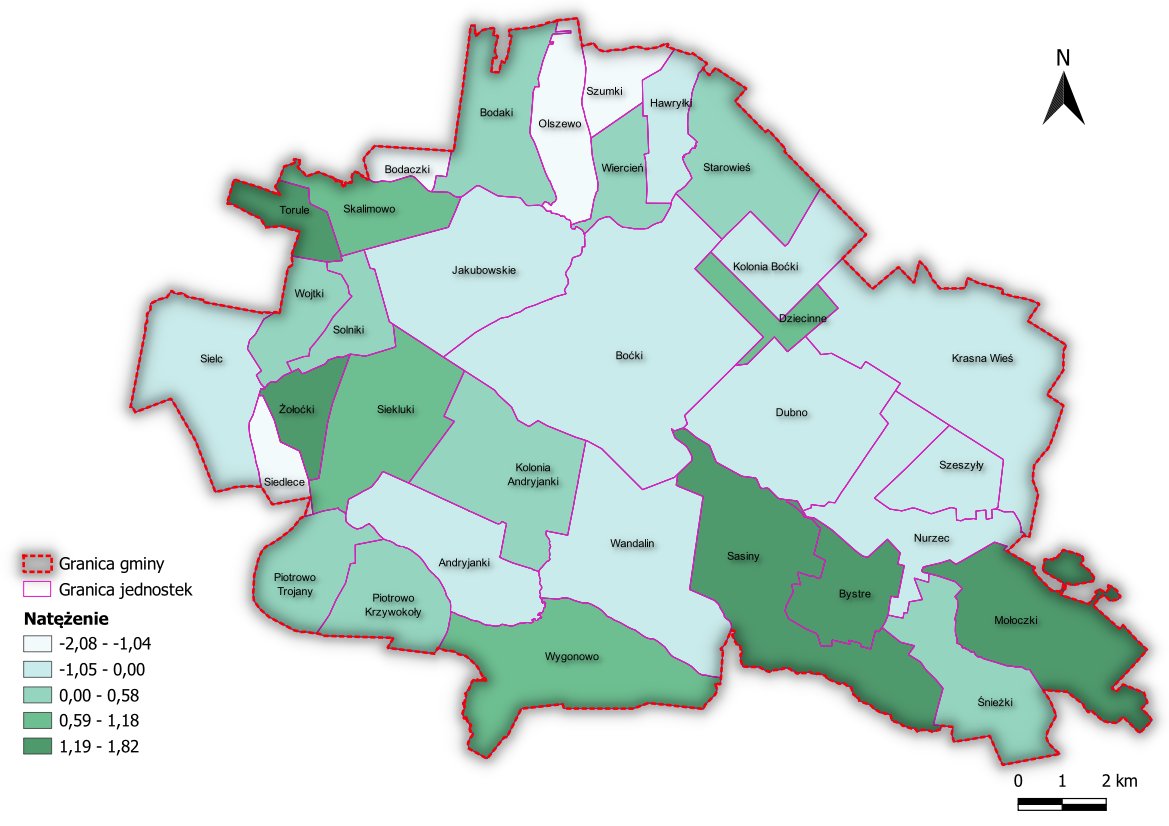 N
Szumki
Hawryłki
Bodaki
Olszewo
Bodaczki
Wiercień
Starowieś
Torule
Skalimowo
Jakubowskie
Kolonia Boćki
Wojtki
Solniki
Dziecinne
Sielc
Boćki
Krasna Wieś
Żołoćki
Siekluki
Dubno
Kolonia
Andryjanki
Szeszyły
Siedlece
Wandalin
Nurzec
Sasiny
Andryjanki
Piotrowo
Trojany
Piotrowo
Krzywokoły
Bystre
Mołoczki
Wygonowo
Śnieżki
Granica gminy
Granica jednostek
Natężenie
-2,08 - -1,04
-1,05 - 0,00
0,00 - 0,58
0,59 - 1,18
1,19 - 1,82
0 1 2 km